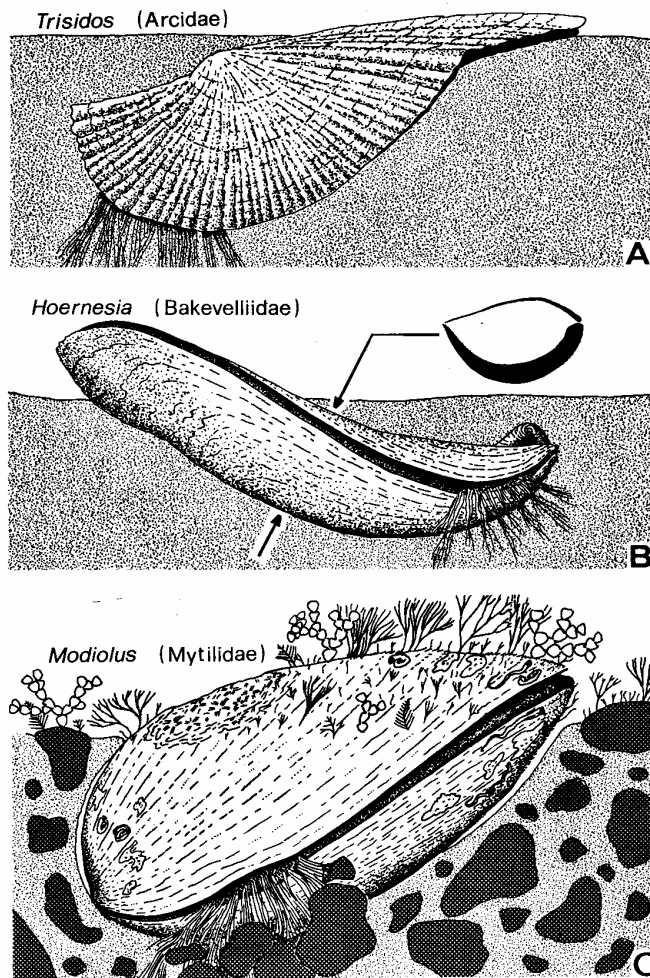 Trisidos (Arcidae)
A
Hoernesia (Bakevelliidae)
B
Modiolus (Mytilidae)
C